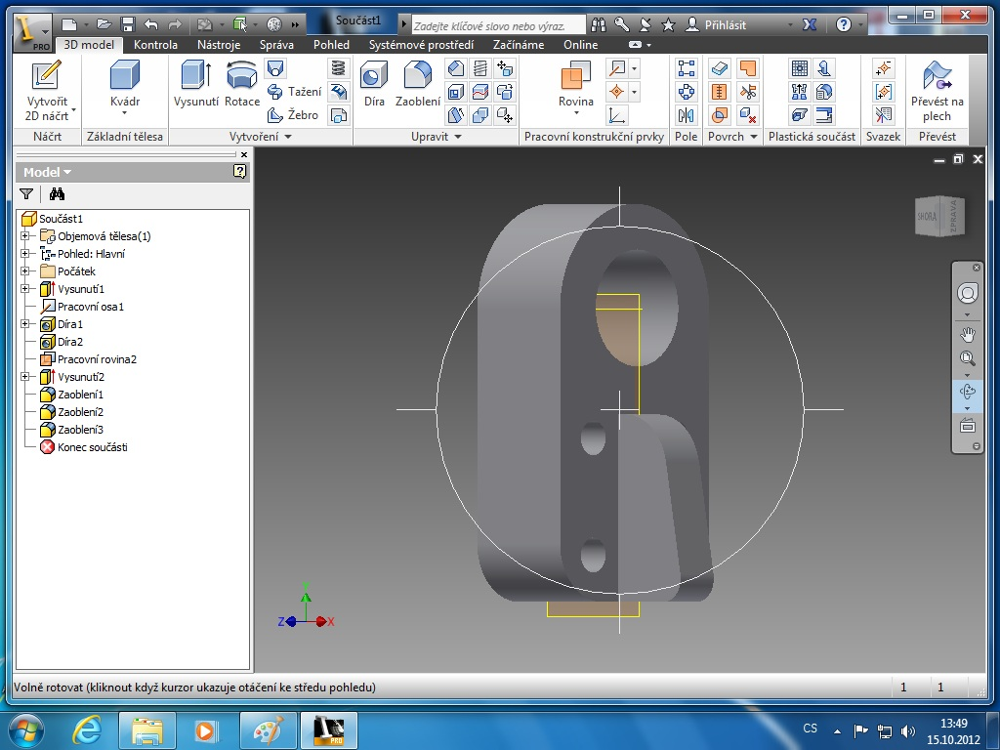 PRO
Součást1
Zadejte klíčové slovo nebo výraz.
Přihlásit
3D model Kontrola Nástroje Správa Pohled Systémové prostředí Začínáme Online
Vytvořit
2D náčrt
Kvádr
Vysunutí
Rotace
Tažení
Žebro
Díra
Zaoblení
Rovina
Převést na
plech
Náčrt Základní tělesa Vytvoření Upravit Pracovní konstrukční prvky Pole Povrch Plastická součást Svazek Převést
Model
Součást1
Objemová tělesa(1)
Pohled: Hlavní
Počátek
Vysunutí1
Pracovní osa1
Díra1
Díra2
Pracovní rovina2
Vysunutí2
Zaoblení1
Zaoblení2
Zaoblení3
Konec součásti
SHORA
ZPRAVA
Y
Z
X
Volně rotovat (kliknout když kurzor ukazuje otáčení ke středu pohledu)
1 1
PRO
CS
13:49
15.10.2012